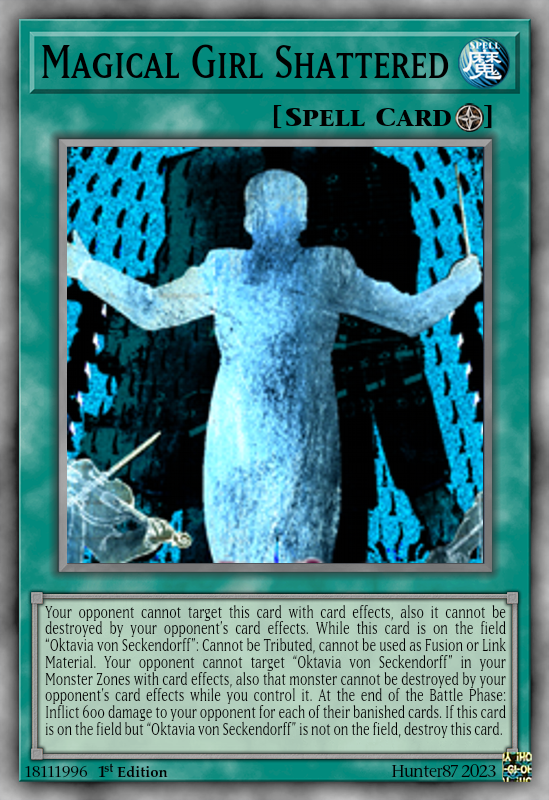 MAGICAL GIRL SHATTERED
SPELL
魔
[SPELL CARD]
Your opponent cannot target this card with card effects, also it cannot be
destroyed by your opponent's card effects. While this card is on the field
“Oktavia von Seckendorff”: Cannot be Tributed, cannot be used as Fusion or Link
Material. Your opponent cannot target “Oktavia von Seckendorff” in your
Monster Zones with card effects, also that monster cannot be destroyed by your
opponent's card effects while you control it. At the end of the Battle Phase:
Inflict 600 damage to your opponent for each of their banished cards. If this card
is on the field but “Oktavia von Seckendorff” is not on the field, destroy this card.
18111996 1st Edition
Hunter87 2023